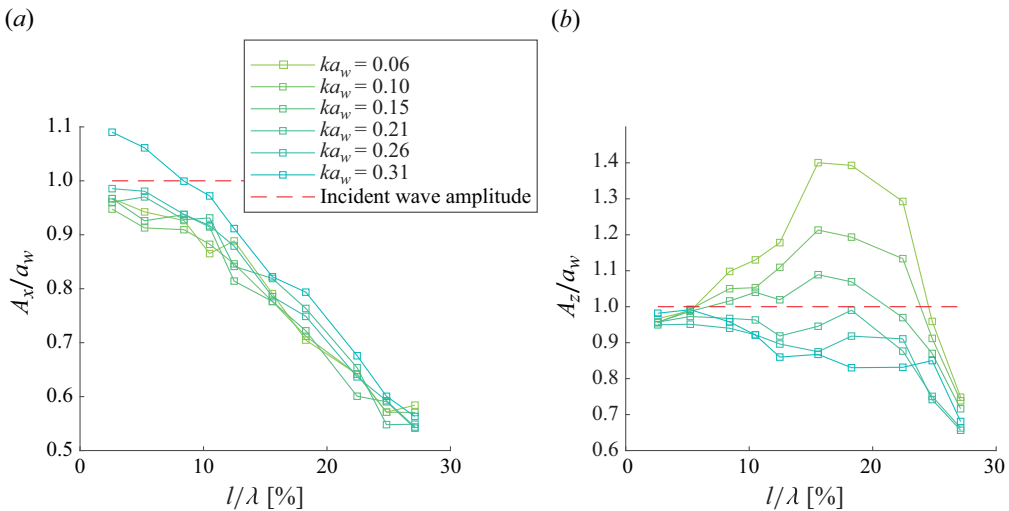 (a)
ka_w = 0.06
ka_w = 0.10
ka_w = 0.15
ka_w = 0.21
ka_w = 0.26
ka_w = 0.31
Incident wave amplitude
1.1
1.0
0.9
0.8
0.7
0.6
0.5
A_x/a_w
0 10 20 30
l/λ [%]
(b)
1.4
1.3
1.2
1.1
1.0
0.9
0.8
0.7
0.6
A_z/a_w
0 10 20 30
l/λ [%]